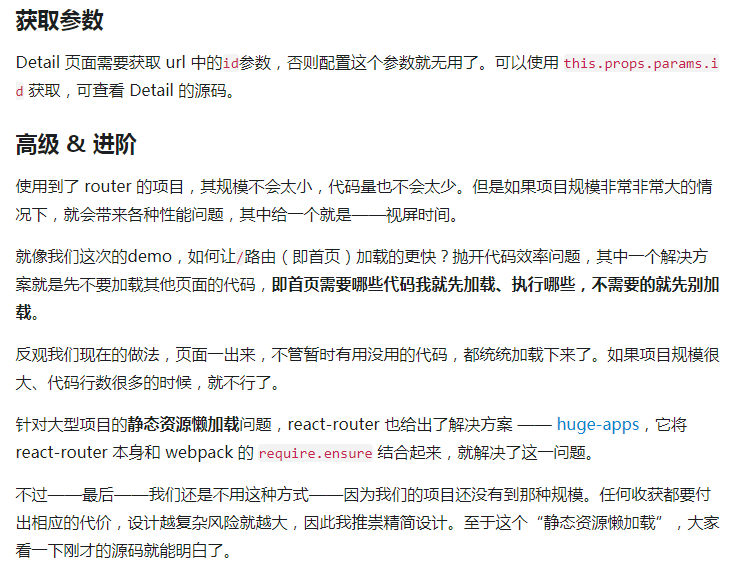 获取参数
Detail 页面需要获取 url 中的id参数，否则配置这个参数就无用了。可以使用 this.props.params.i
d 获取，可查看 Detail 的源码。
高级 & 进阶
使用到了 router 的项目，其规模不会太小，代码量也不会太少。但是如果项目规模非常非常大的情
况下，就会带来各种性能问题，其中给一个就是——视屏时间。
就像我们这次的demo，如何让/路由（即首页）加载的更快？抛开代码效率问题，其中一个解决方
案就是先不要加载其他页面的代码，即首页需要哪些代码我就先加载、执行哪些，不需要的就先别加
载。
反观我们现在的做法，页面一出来，不管暂时有用没用的代码，都统统加载下来了。如果项目规模很
大、代码行数很多的时候，就不行了。
针对大型项目的静态资源懒加载问题，react-router 也给出了解决方案 —— huge-apps，它将
react-router 本身和 webpack 的 require.ensure 结合起来，就解决了这一问题。
不过——最后——我们还是不用这种方式——因为我们的项目还没有到那种规模。任何收获都要付
出相应的代价，设计越复杂风险就越大，因此我推崇精简设计。至于这个“静态资源懒加载”，大家
看一下刚才的源码就能明白了。